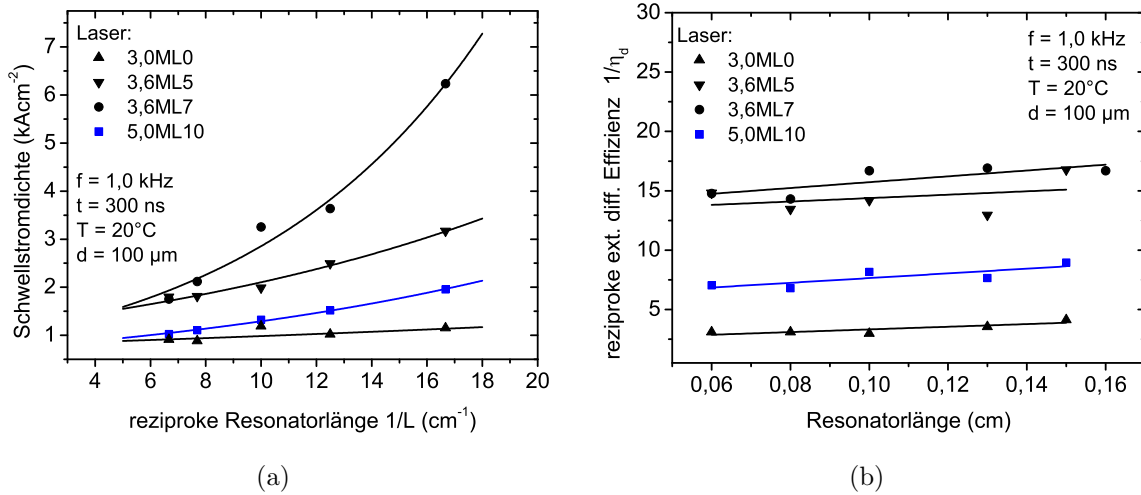 Schwellstromdichte (kAcm⁻²)
7
6
5
4
3
2
1
Laser:
3,0ML0
3,6ML5
3,6ML7
5,0ML10
f = 1,0 kHz
t = 300 ns
T = 20°C
d = 100 µm
4 6 8 10 12 14 16 18 20
reziproke Resonatorlänge 1/L (cm⁻¹)
(a)
reziproke ext. diff. Effizienz 1/η_d
30
25
20
15
10
5
Laser:
3,0ML0
3,6ML5
3,6ML7
5,0ML10
f = 1,0 kHz
t = 300 ns
T = 20°C
d = 100 µm
0,06 0,08 0,10 0,12 0,14 0,16
Resonatorlänge (cm)
(b)